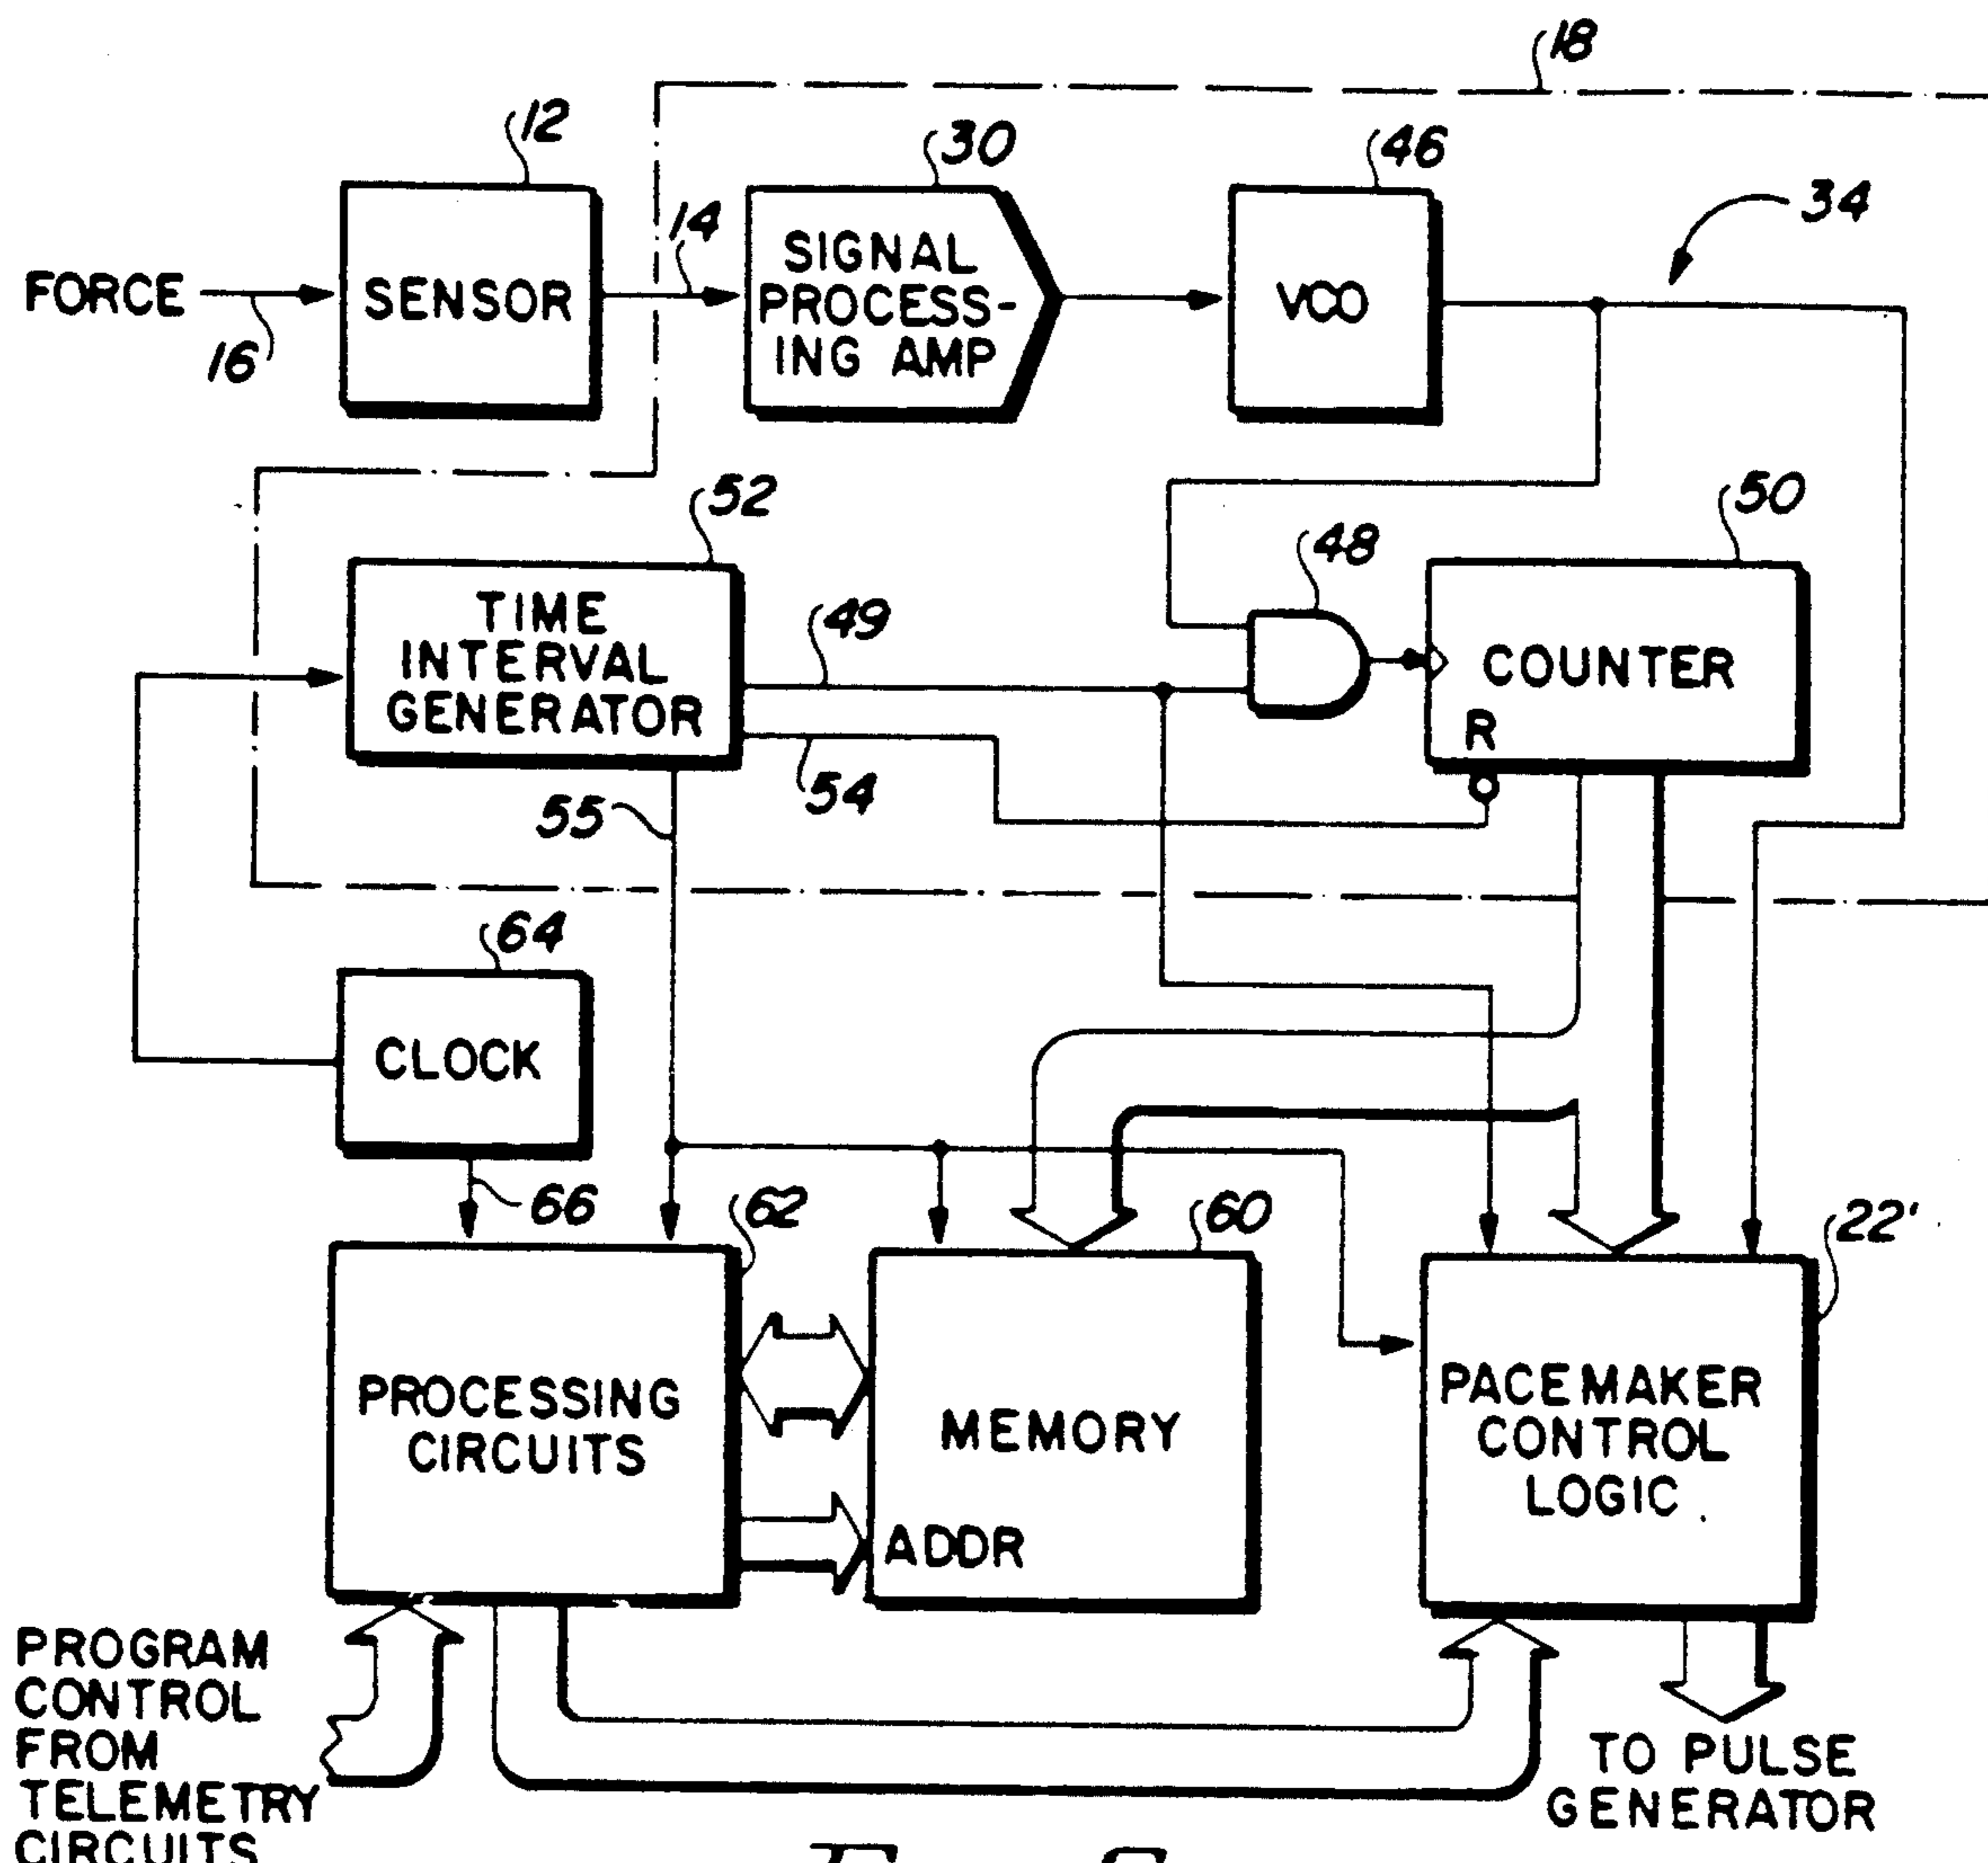 18
12
30
46
34
14
FORCE
16
SENSOR
SIGNAL
PROCESS-
ING AMP
VCO
52
50
48
TIME
INTERVAL
GENERATOR
49
54
55
COUNTER
R
64
CLOCK
66
62
60
22'
PROCESSING
CIRCUITS
MEMORY
ADDR
PACEMAKER
CONTROL
LOGIC
PROGRAM
CONTROL
FROM
TELEMETRY
CIRCUITS
TO PULSE
GENERATOR